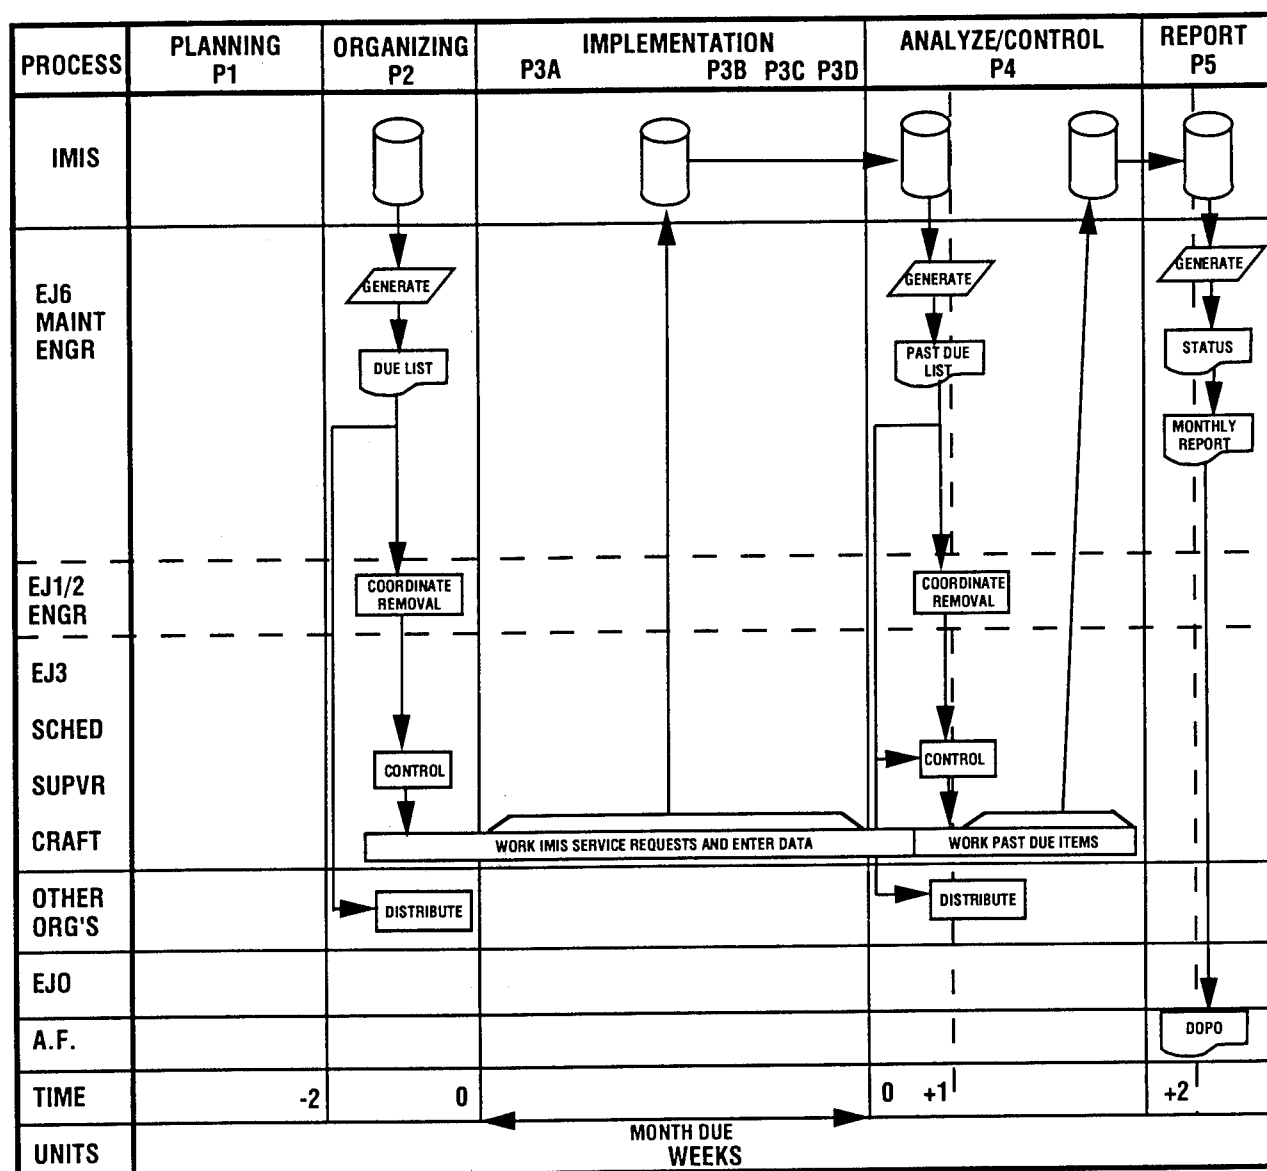 PROCESS
PLANNING
P1
ORGANIZING
P2
IMPLEMENTATION
P3A P3B P3C P3D
ANALYZE/CONTROL
P4
REPORT
P5
IMIS
EJ6
MAINT
ENGR
GENERATE
DUE LIST
GENERATE
PAST DUE
LIST
GENERATE
STATUS
MONTHLY
REPORT
EJ1/2
ENGR
COORDINATE
REMOVAL
COORDINATE
REMOVAL
EJ3
SCHED
SUPVR
CRAFT
CONTROL
CONTROL
WORK IMIS SERVICE REQUESTS AND ENTER DATA
WORK PAST DUE ITEMS
OTHER
ORG'S
DISTRIBUTE
DISTRIBUTE
EJO
A.F.
DOPO
TIME
-2 0 0 +1 +2
UNITS
MONTH DUE
WEEKS